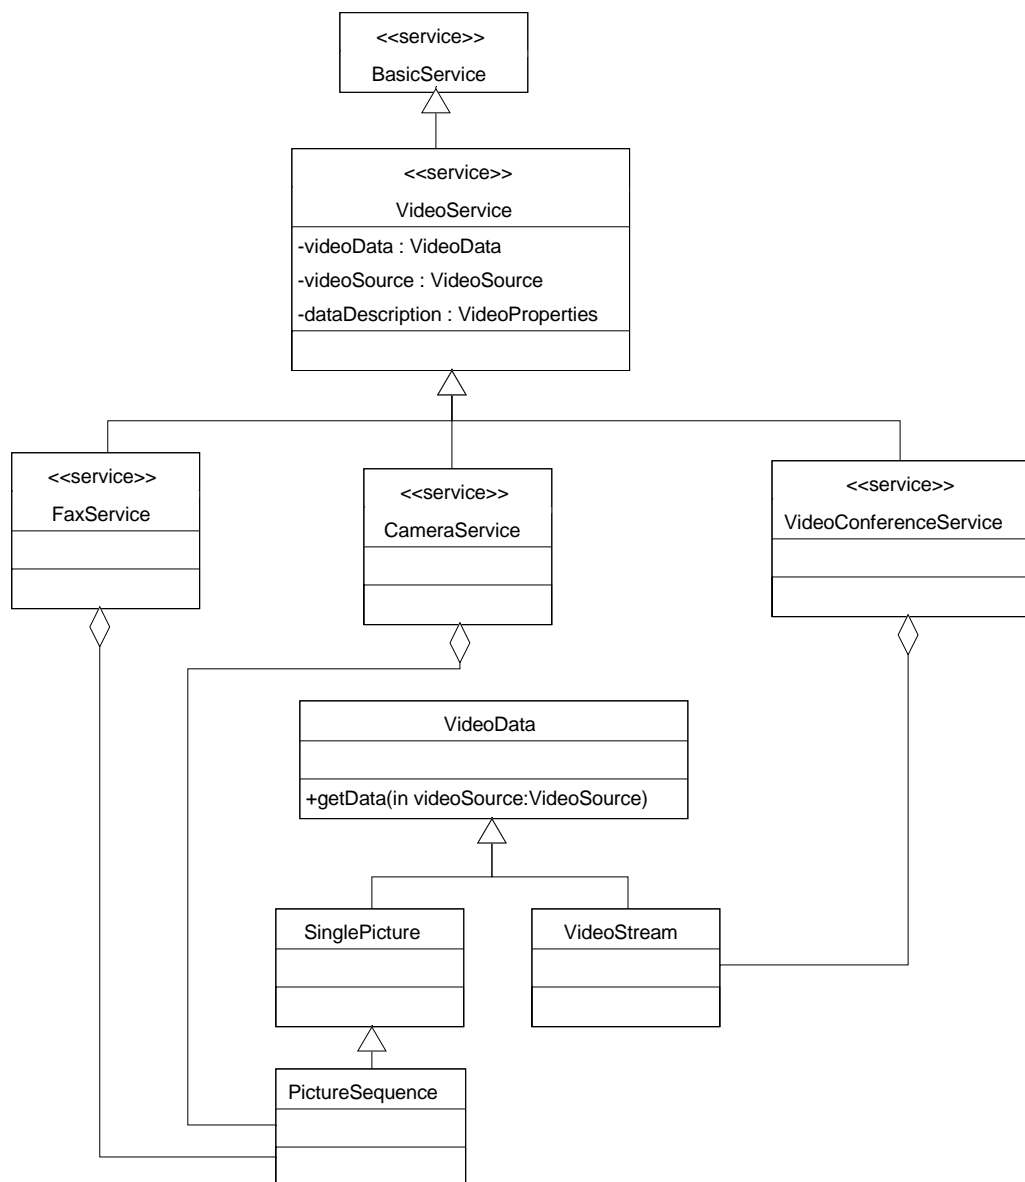 <<service>>
BasicService
<<service>>
VideoService
-videoData : VideoData
-videoSource : VideoSource
-dataDescription : VideoProperties
<<service>>
FaxService
<<service>>
CameraService
<<service>>
VideoConferenceService
VideoData
+getData(in videoSource:VideoSource)
SinglePicture
VideoStream
PictureSequence